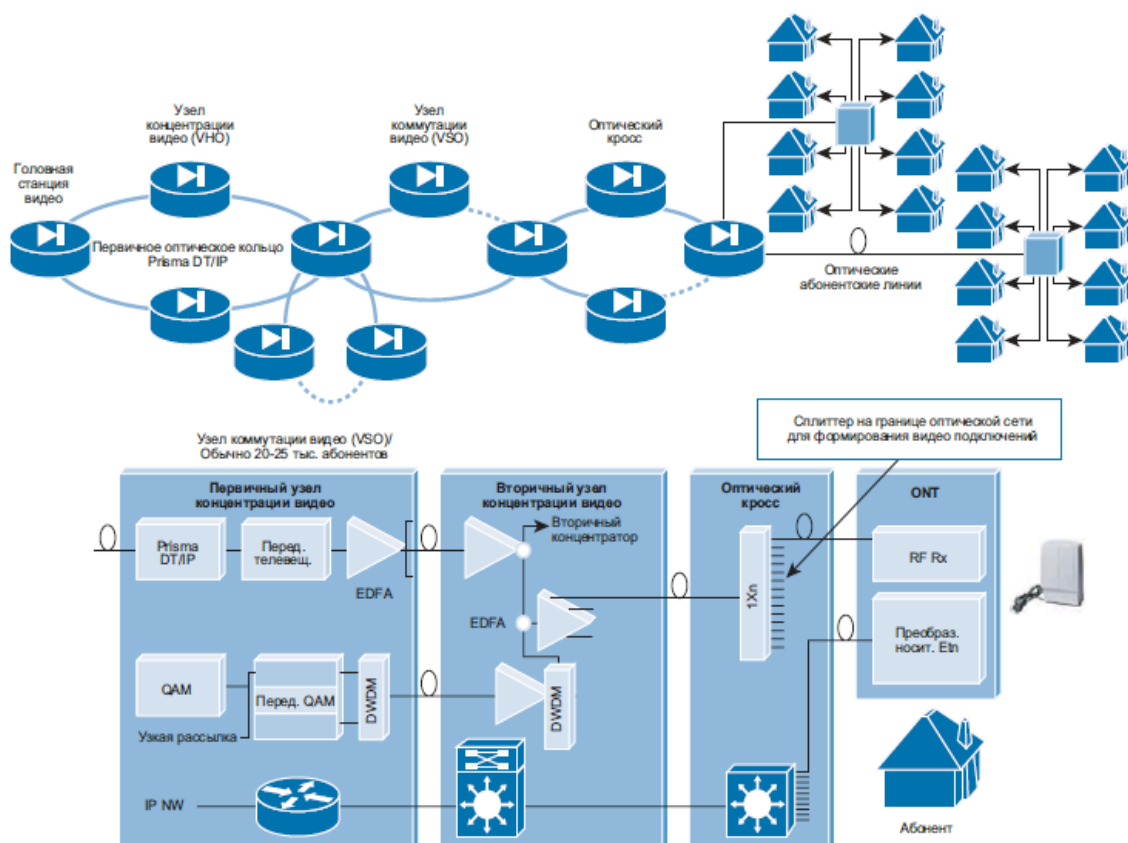 Узел
концентрации
видео (VHO)
Узел
коммутации
видео (VSO)
Оптический
кросс
Головная
станция
видео
Первичное оптическое кольцо
Prisma DT/IP
Оптические
абонентские линии
Сплиттер на границе оптической сети
для формирования видео подключений
Узел коммутации видео (VSO)/
Обычно 20-25 тыс. абонентов
Первичный узел
концентрации видео
Вторичный узел
концентрации видео
Оптический
кросс
ONT
Prisma
DT/IP
Перед.
телевещ.
EDFA
Вторичный
концентратор
EDFA
1Xn
RF Rx
Преобраз.
носит. Etn
QAM
Перед. QAM
DWDM
DWDM
Узкая рассылка
IP NW
Абонент